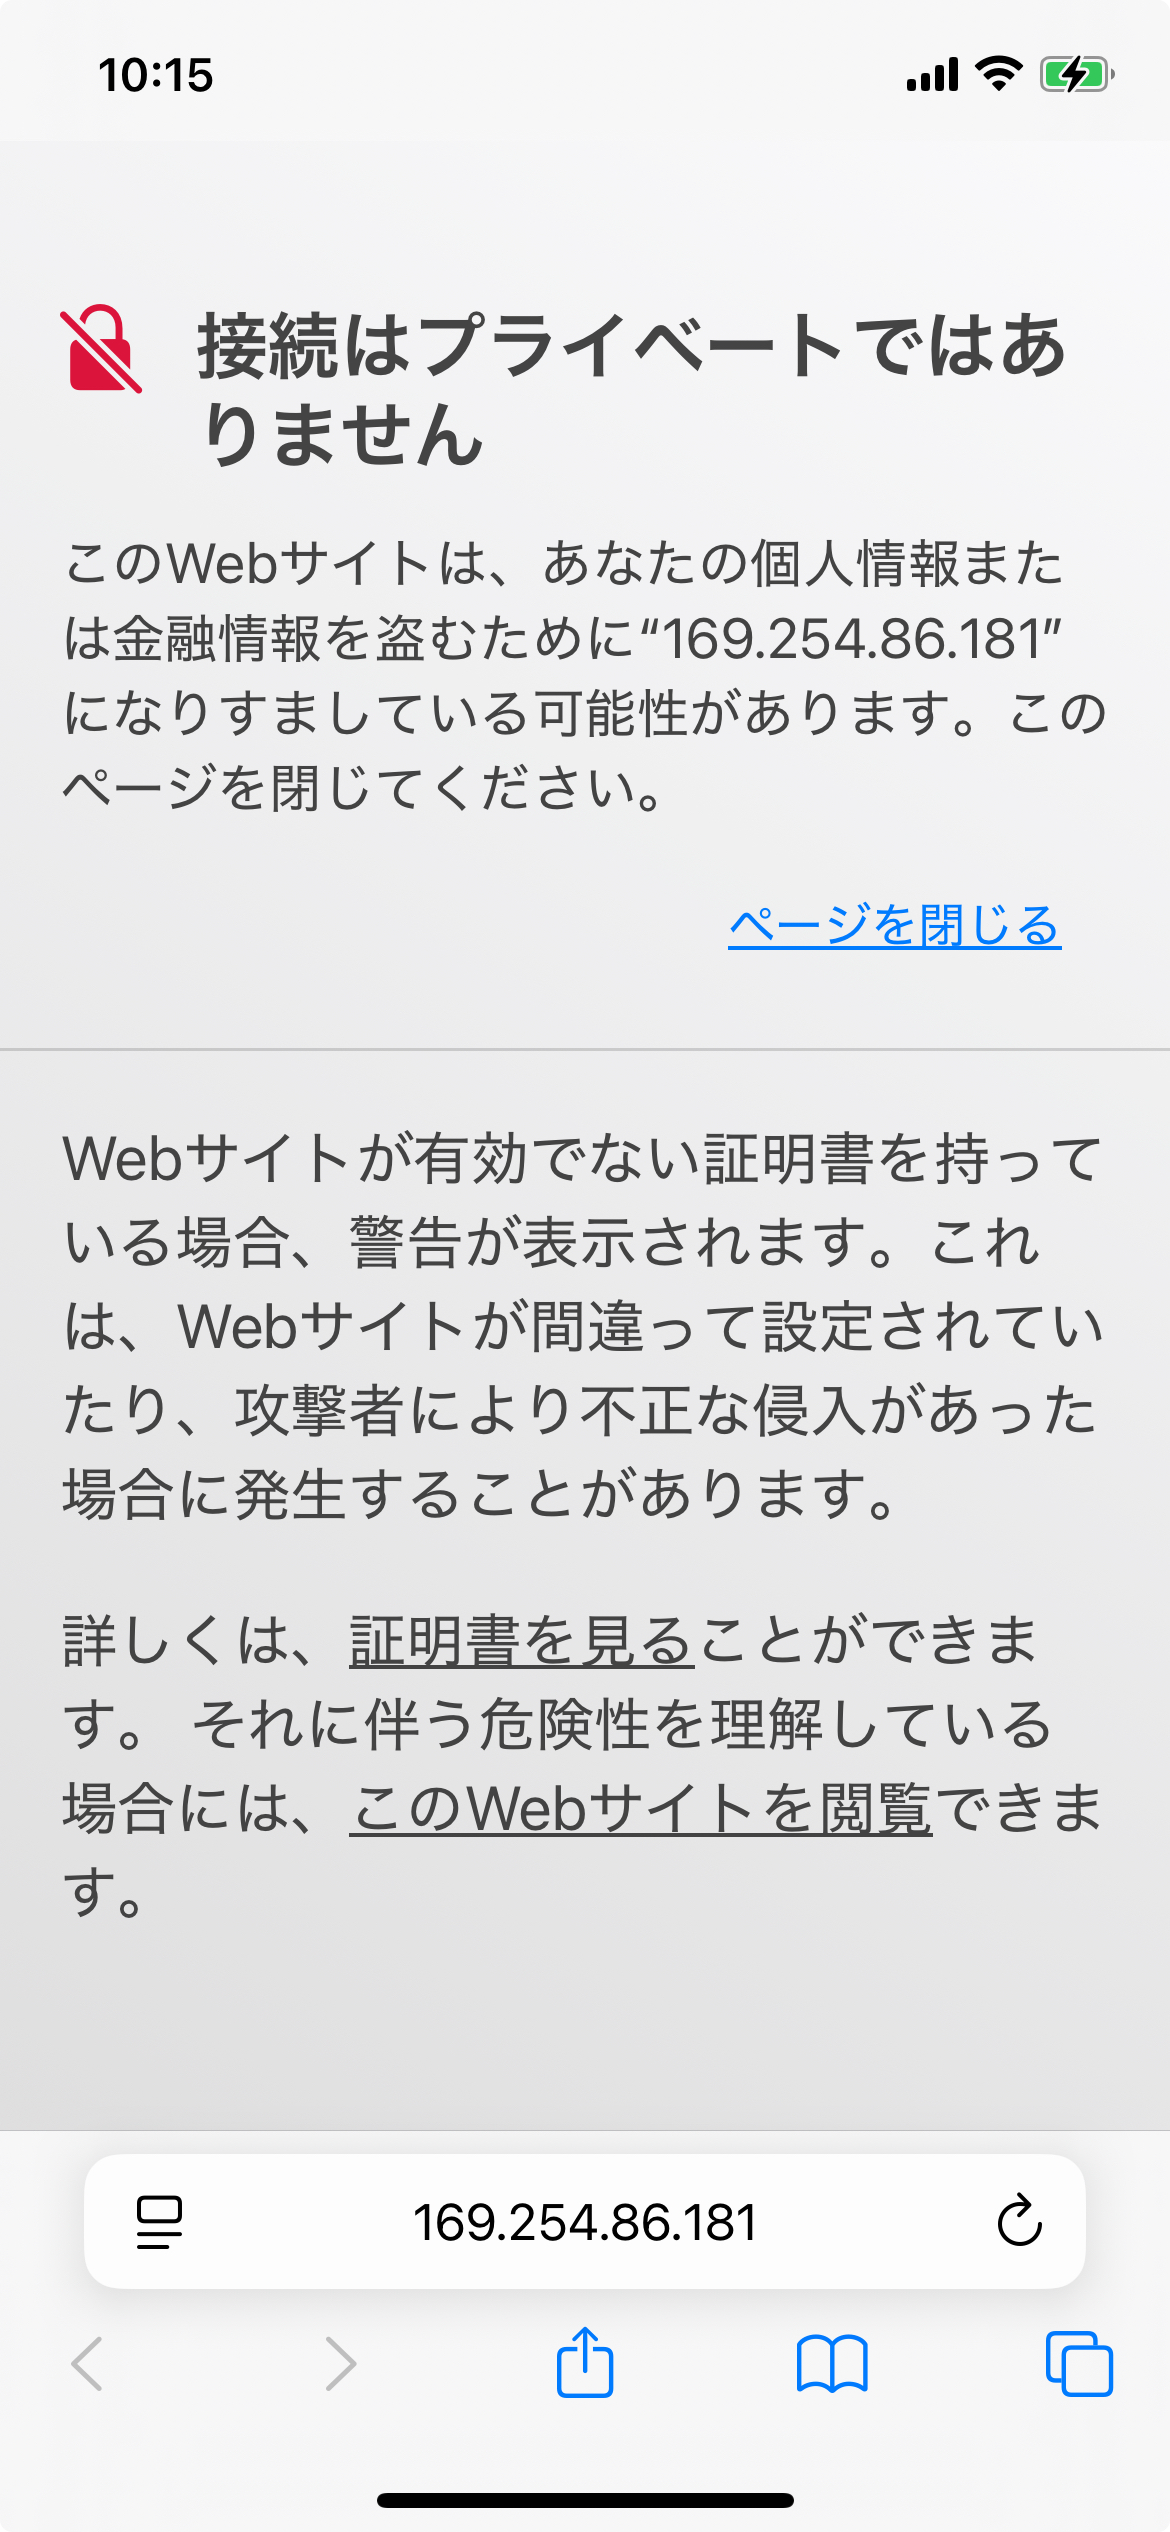 10:15
接続はプライベートではあ
りません
このWebサイトは、あなたの個人情報また
は金融情報を盗むために“169.254.86.181”
になりすましている可能性があります。この
ページを閉じてください。
ページを閉じる
Webサイトが有効でない証明書を持って
いる場合、警告が表示されます。これ
は、Webサイトが間違って設定されてい
たり、攻撃者により不正な侵入があった
場合に発生することがあります。
詳しくは、証明書を見ることができま
す。 それに伴う危険性を理解している
場合には、このWebサイトを閲覧できま
す。
169.254.86.181